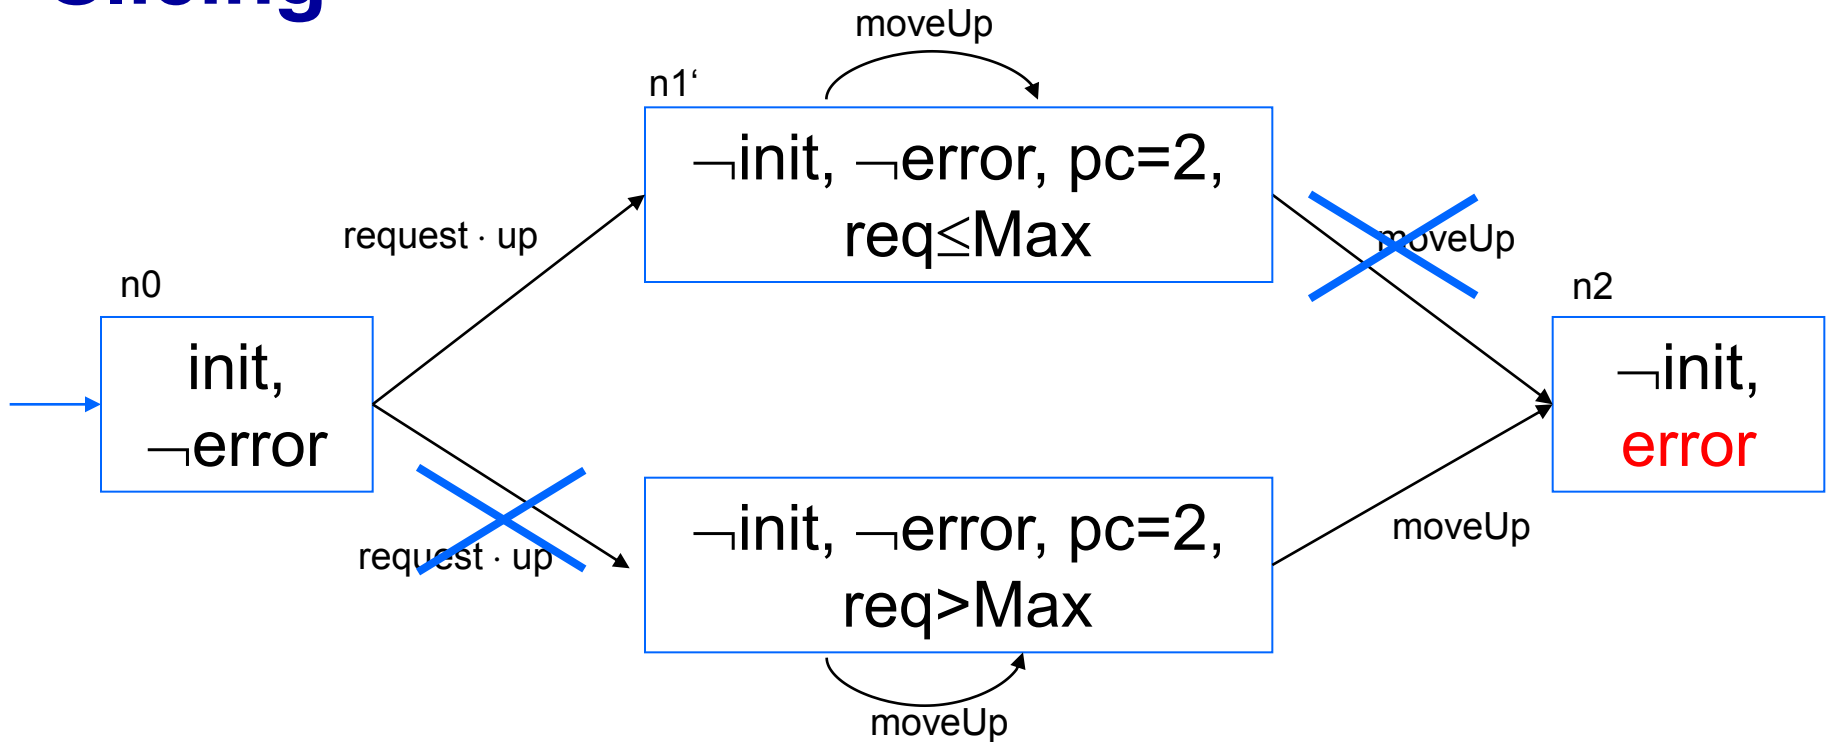 moveUp
n1‘
¬init, ¬error, pc=2,
req≤Max
request · up
moveUp
n0
n2
init,
¬error
¬init,
error
¬init, ¬error, pc=2,
req>Max
request · up
moveUp
moveUp